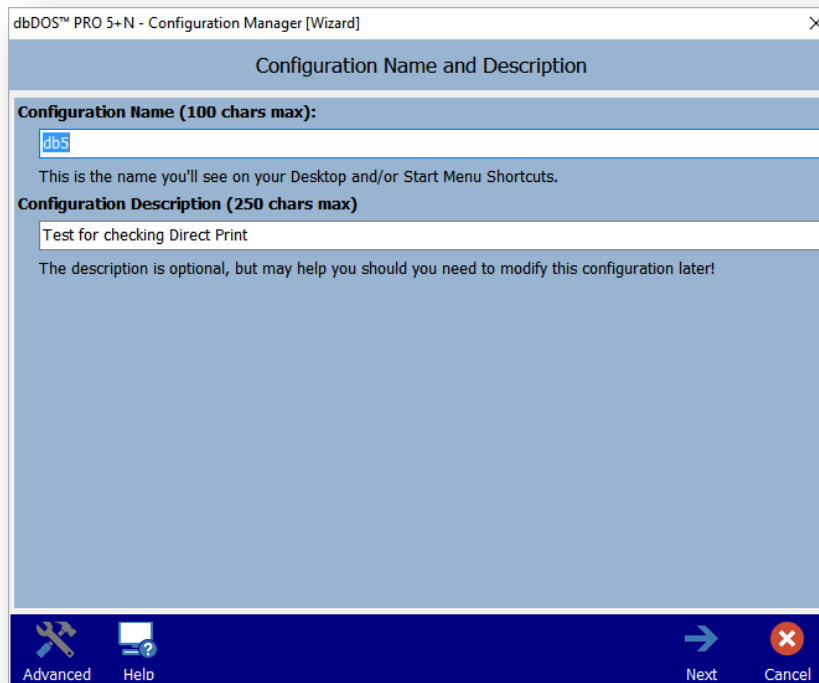 dbDOS™ PRO 5+N - Configuration Manager [Wizard]
Configuration Name and Description
Configuration Name (100 chars max):
db5
This is the name you'll see on your Desktop and/or Start Menu Shortcuts.
Configuration Description (250 chars max)
Test for checking Direct Print
The description is optional, but may help you should you need to modify this configuration later!
Advanced Help Next Cancel